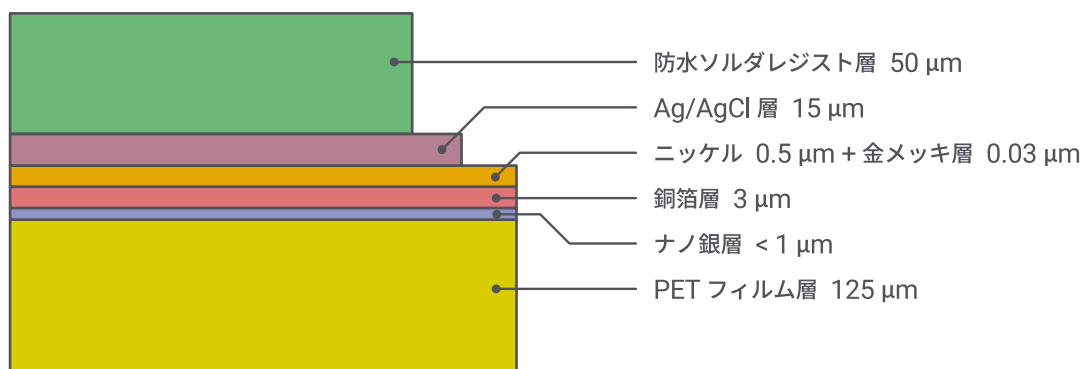 防水ソルダレジスト層 50 μm
Ag/AgCl 層 15 μm
ニッケル 0.5 μm + 金メッキ層 0.03 μm
銅箔層 3 μm
ナノ銀層 < 1 μm
PET フィルム層 125 μm